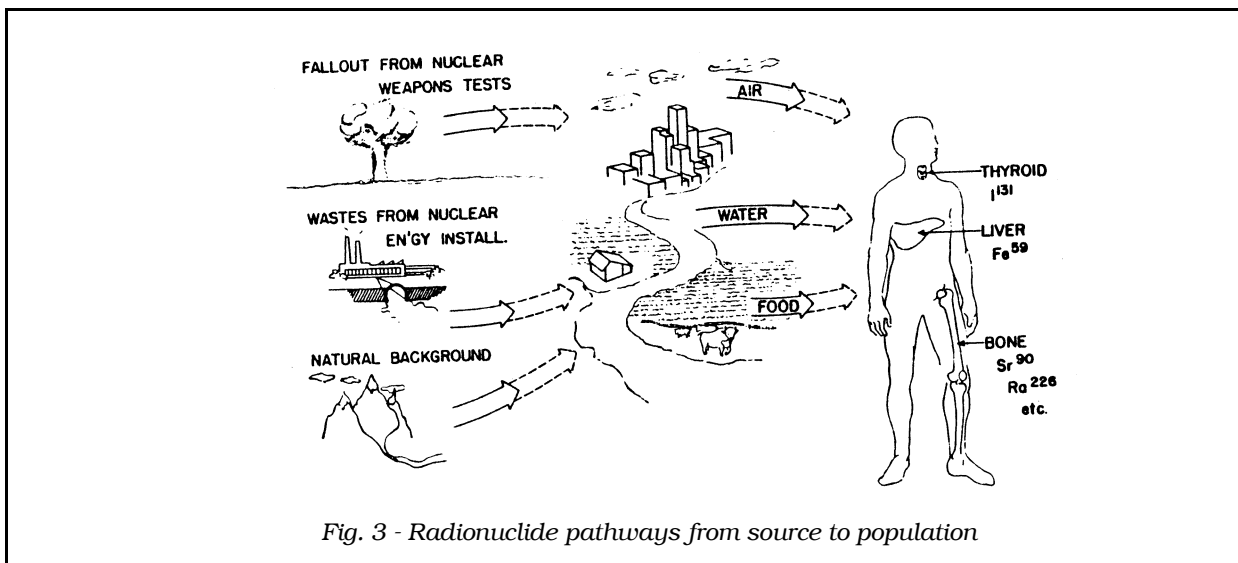 FALLOUT FROM NUCLEAR
WEAPONS TESTS
WASTES FROM NUCLEAR
EN'GY INSTALL.
NATURAL BACKGROUND
AIR
WATER
FOOD
THYROID
I¹³¹
LIVER
Fe⁵⁹
BONE
Sr⁹⁰
Ra²²⁶
etc.
Fig. 3 - Radionuclide pathways from source to population